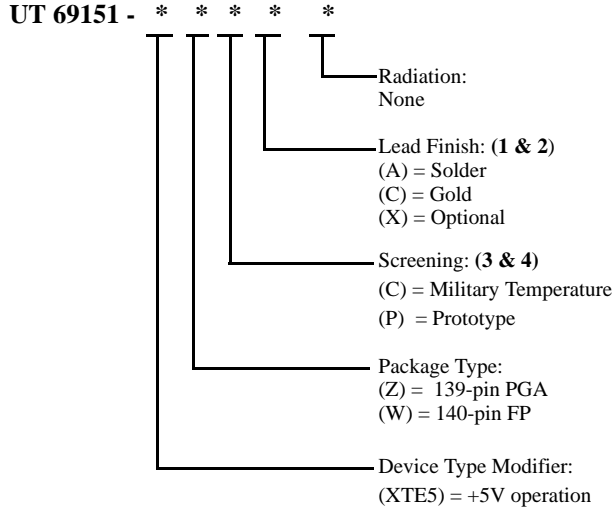 UT 69151 - * * * * *
Radiation:
None
Lead Finish: (1 & 2)
(A) = Solder
(C) = Gold
(X) = Optional
Screening: (3 & 4)
(C) = Military Temperature
(P) = Prototype
Package Type:
(Z) = 139-pin PGA
(W) = 140-pin FP
Device Type Modifier:
(XTE5) = +5V operation